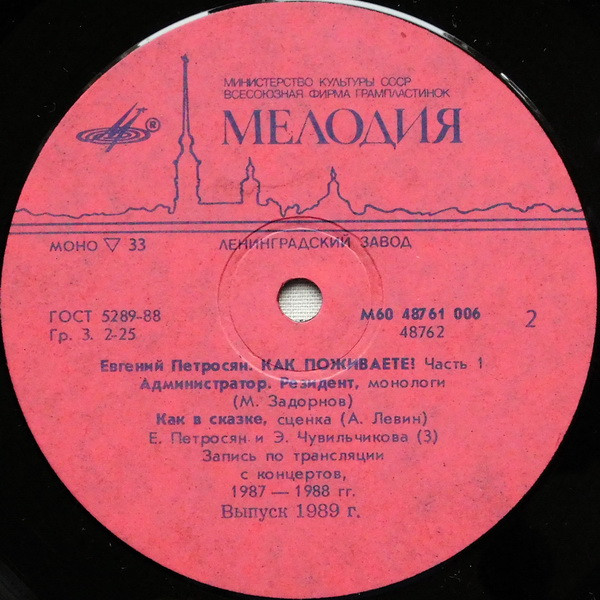 МИНИСТЕРСТВО КУЛЬТУРЫ СССР
ВСЕСОЮЗНАЯ ФИРМА ГРАМПЛАСТИНОК
МЕЛОДИЯ
®
МОНО ▽ 33 ЛЕНИНГРАДСКИЙ ЗАВОД
ГОСТ 5289-88 М60 48761 006
Гр. 3. 2-25 48762 2
Евгений Петросян. КАК ПОЖИВАЕТЕ! Часть 1
Администратор. Резидент, монологи
(М. Задорнов)
Как в сказке, сценка (А. Левин)
Е. Петросян и Э. Чувильчикова (3)
Запись по трансляции
с концертов,
1987 — 1988 гг.
Выпуск 1989 г.